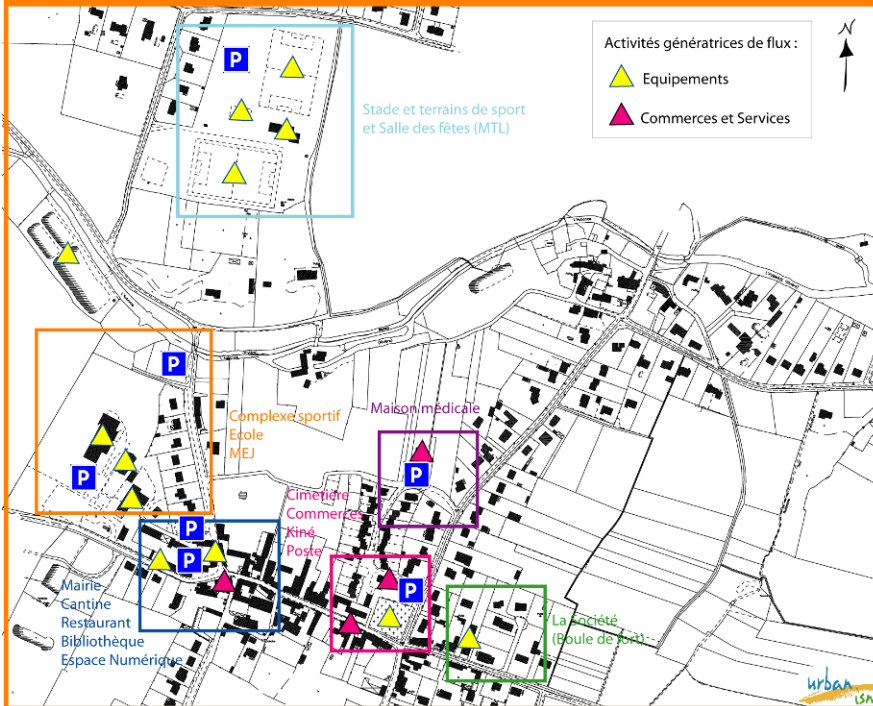 Activités génératrices de flux :
Equipements
Commerces et Services
N
P
Stade et terrains de sport
et Salle des fêtes (MTL)
P
Complexe sportif
Ecole
MEJ
Maison médicale
P
P
Cimetière
Commerces
Kiné
Poste
P
P
P
Mairie
Cantine
Restaurant
Bibliothèque
Espace Numérique
La Société
(Boule de fort)
urban